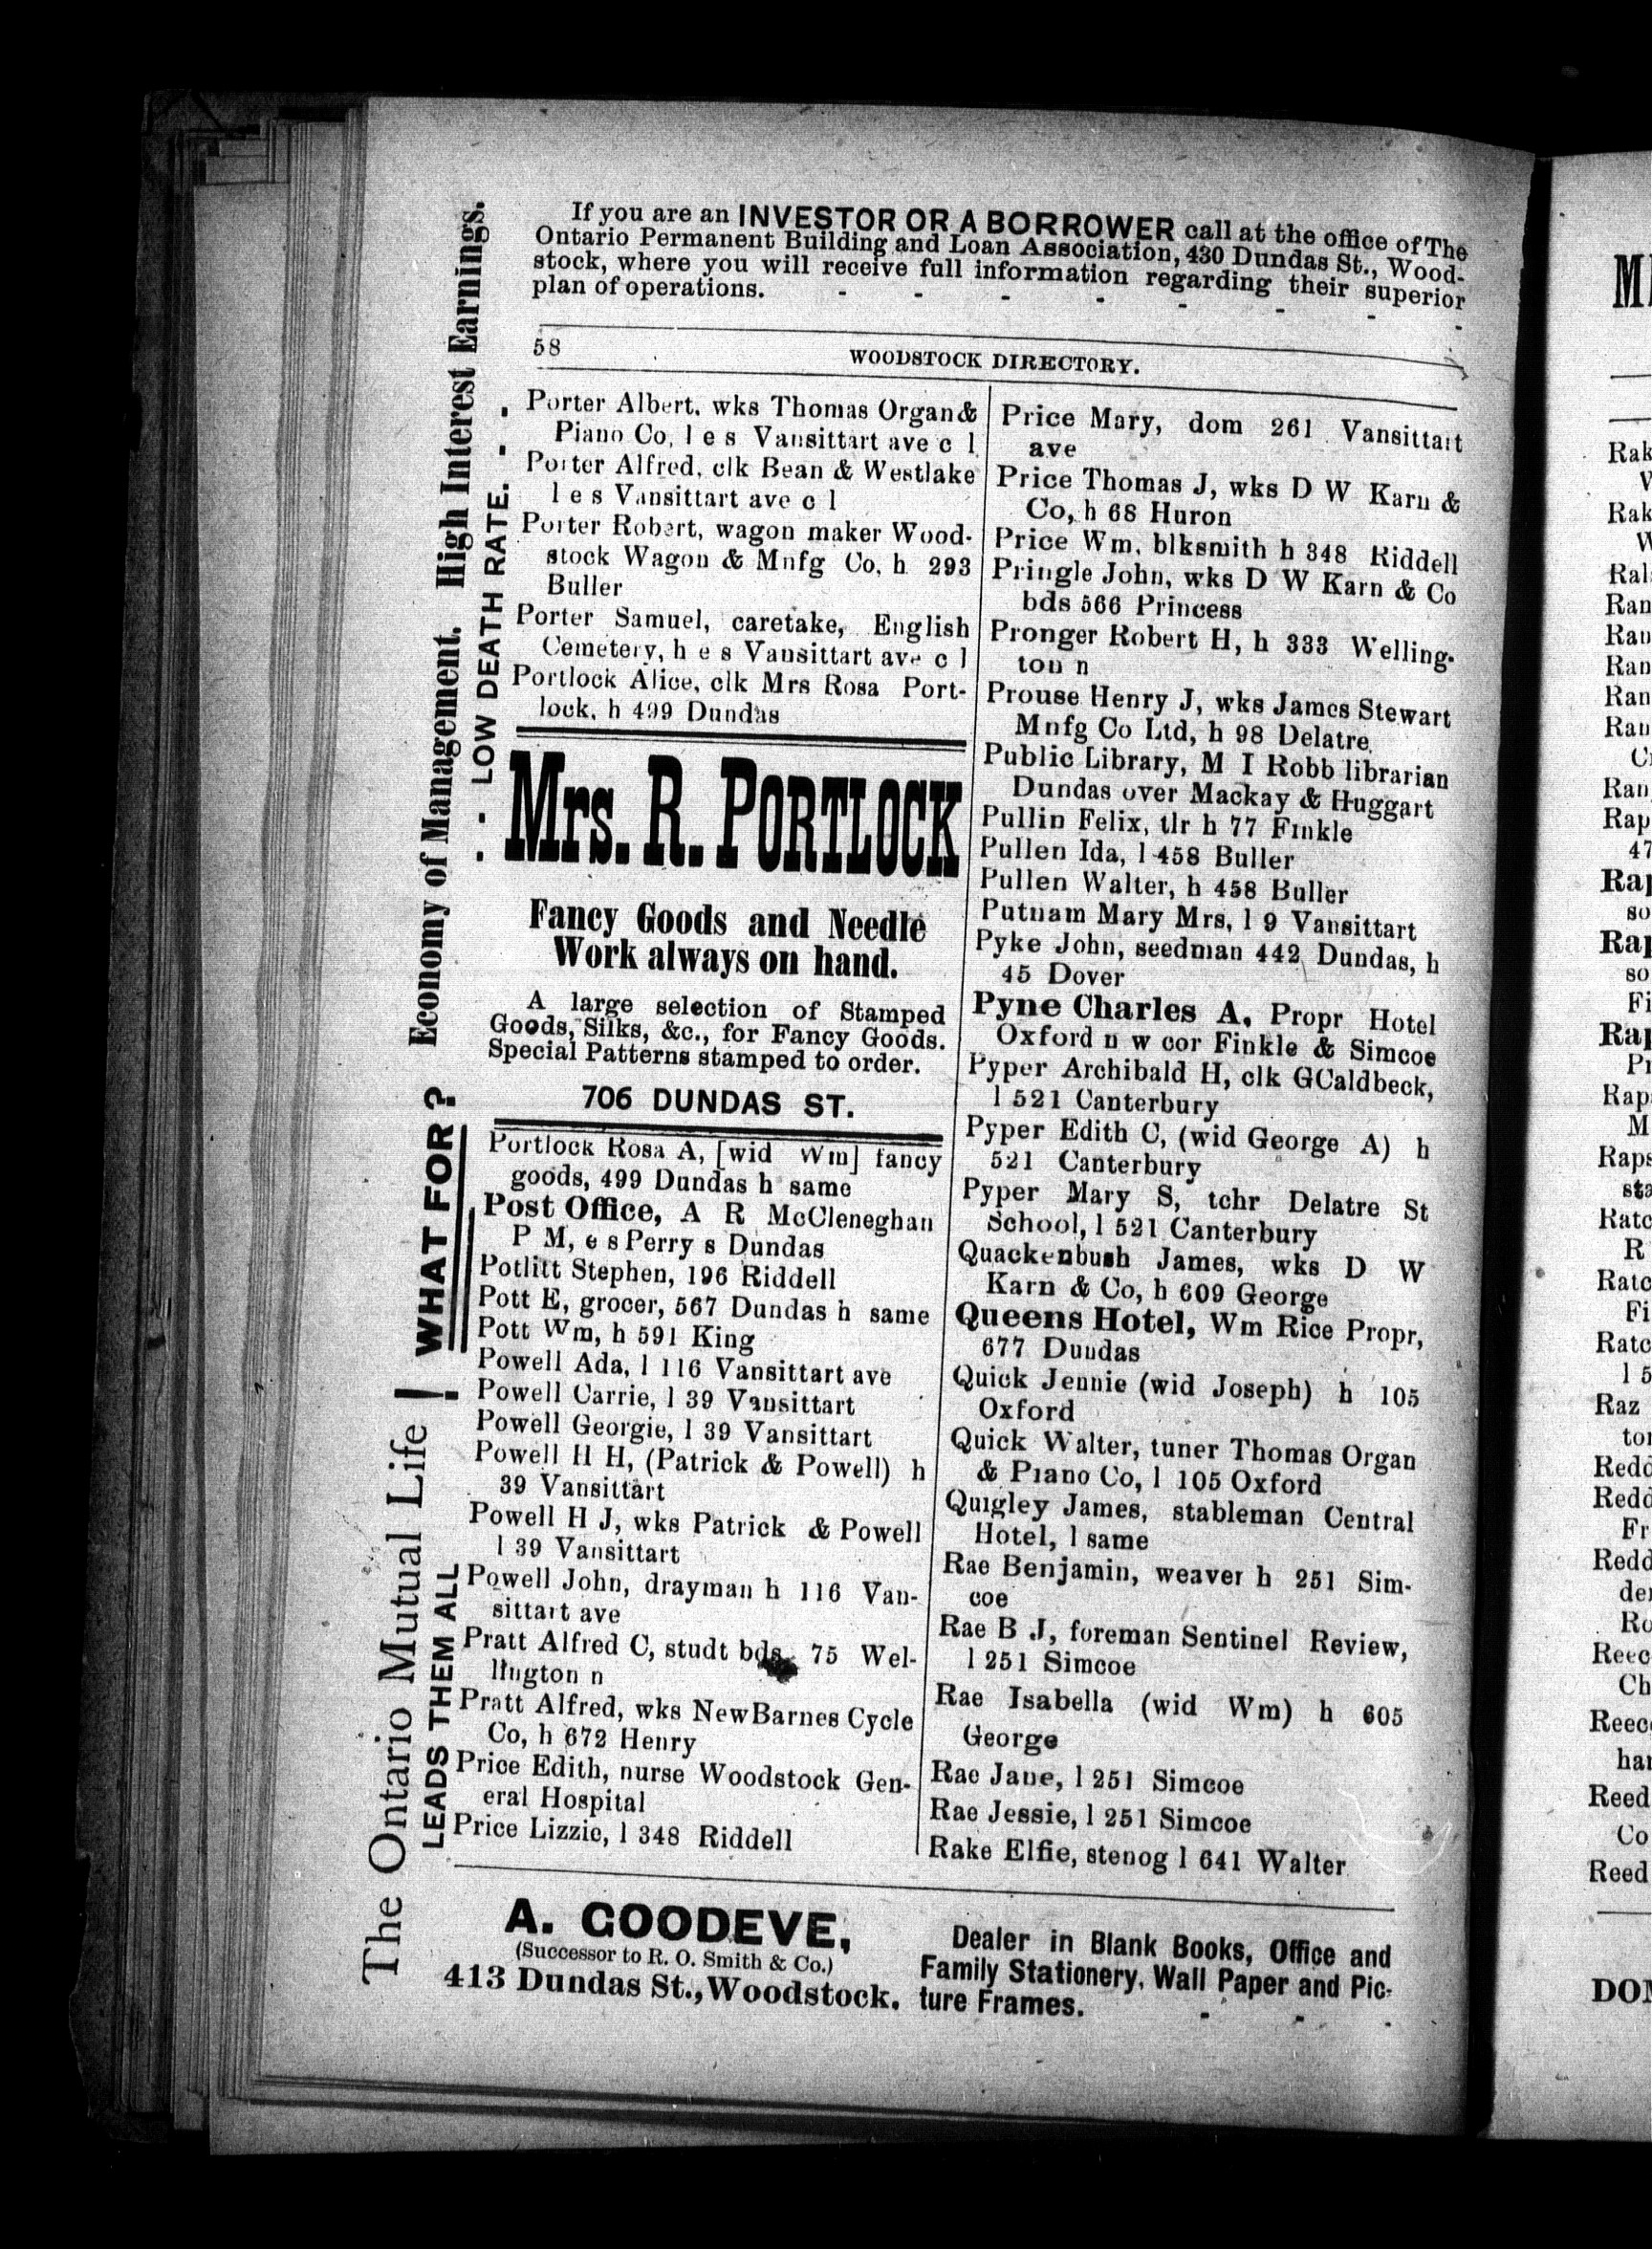 If you are an INVESTOR OR A BORROWER call at the office of The
Ontario Permanent Building and Loan Association, 430 Dundas St., Wood-
stock, where you will receive full information regarding their superior
plan of operations. - - - - - - - -
58 WOODSTOCK DIRECTORY.
Porter Albert. wks Thomas Organ &
Piano Co, l e s Vansittart ave c l
Porter Alfred, clk Bean & Westlake
l e s Vansittart ave c l
Porter Robert, wagon maker Wood-
stock Wagon & Mnfg Co, h 293
Buller
Porter Samuel, caretake, English
Cemetery, h e s Vansittart ave c l
Portlock Alice, clk Mrs Rosa Port-
lock, h 499 Dundas
Mrs. R. PORTLOCK
Fancy Goods and Needle
Work always on hand.
A large selection of Stamped
Goods, Silks, &c., for Fancy Goods.
Special Patterns stamped to order.
706 DUNDAS ST.
Portlock Rosa A, [wid Wm] fancy
goods, 499 Dundas h same
Post Office, A R McCleneghan
P M, e s Perry s Dundas
Potlitt Stephen, 196 Riddell
Pott E, grocer, 567 Dundas h same
Pott Wm, h 591 King
Powell Ada, l 116 Vansittart ave
Powell Carrie, l 39 Vansittart
Powell Georgie, l 39 Vansittart
Powell H H, (Patrick & Powell) h
39 Vansittart
Powell H J, wks Patrick & Powell
l 39 Vansittart
Powell John, drayman h 116 Van-
sittart ave
Pratt Alfred C, studt bds 75 Wel-
lington n
Pratt Alfred, wks New Barnes Cycle
Co, h 672 Henry
Price Edith, nurse Woodstock Gen-
eral Hospital
Price Lizzie, l 348 Riddell
Price Mary, dom 261 Vansittart
ave
Price Thomas J, wks D W Karn &
Co, h 68 Huron
Price Wm, blksmith h 348 Riddell
Pringle John, wks D W Karn & Co
bds 566 Princess
Pronger Robert H, h 333 Welling-
ton n
Prouse Henry J, wks James Stewart
Mnfg Co Ltd, h 98 Delatre
Public Library, M I Robb librarian
Dundas over Mackay & Huggart
Pullin Felix, tlr h 77 Finkle
Pullen Ida, l 458 Buller
Pullen Walter, h 458 Buller
Putnam Mary Mrs, l 9 Vansittart
Pyke John, seedman 442 Dundas, h
45 Dover
Pyne Charles A, Propr Hotel
Oxford n w cor Finkle & Simcoe
Pyper Archibald H, clk G Caldbeck,
l 521 Canterbury
Pyper Edith C, (wid George A) h
521 Canterbury
Pyper Mary S, tchr Delatre St
School, l 521 Canterbury
Quackenbush James, wks D W
Karn & Co, h 609 George
Queens Hotel, Wm Rice Propr,
677 Dundas
Quick Jennie (wid Joseph) h 105
Oxford
Quick Walter, tuner Thomas Organ
& Piano Co, l 105 Oxford
Quigley James, stableman Central
Hotel, l same
Rae Benjamin, weaver h 251 Sim-
coe
Rae B J, foreman Sentinel Review,
l 251 Simcoe
Rae Isabella (wid Wm) h 605
George
Rae Jane, l 251 Simcoe
Rae Jessie, l 251 Simcoe
Rake Elfie, stenog l 641 Walter
The Ontario Mutual Life | WHAT FOR? Economy of Management. High Interest Earnings.
LEADS THEM ALL - - LOW DEATH RATE. . .
A. GOODEVE,
(Successor to R. O. Smith & Co.)
413 Dundas St., Woodstock.
Dealer in Blank Books, Office and
Family Stationery, Wall Paper and Pic-
ture Frames. - - -